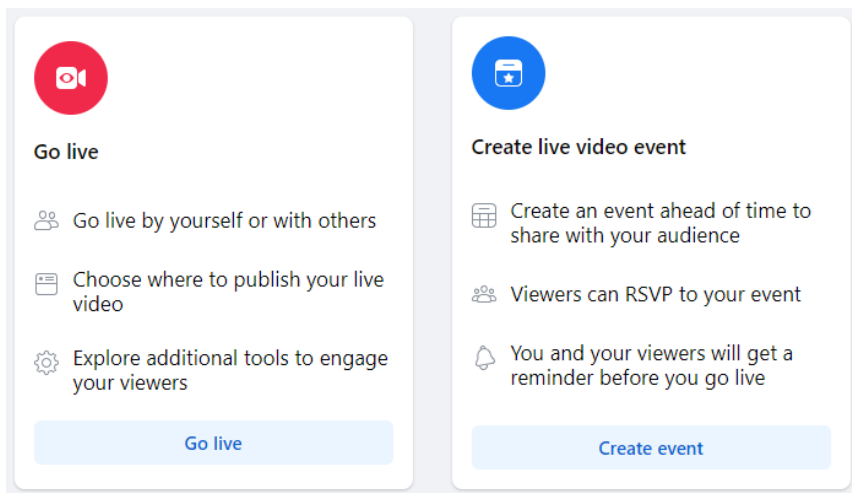 Go live
Go live by yourself or with others
Choose where to publish your live
video
Explore additional tools to engage
your viewers
Go live
Create live video event
Create an event ahead of time to
share with your audience
Viewers can RSVP to your event
You and your viewers will get a
reminder before you go live
Create event